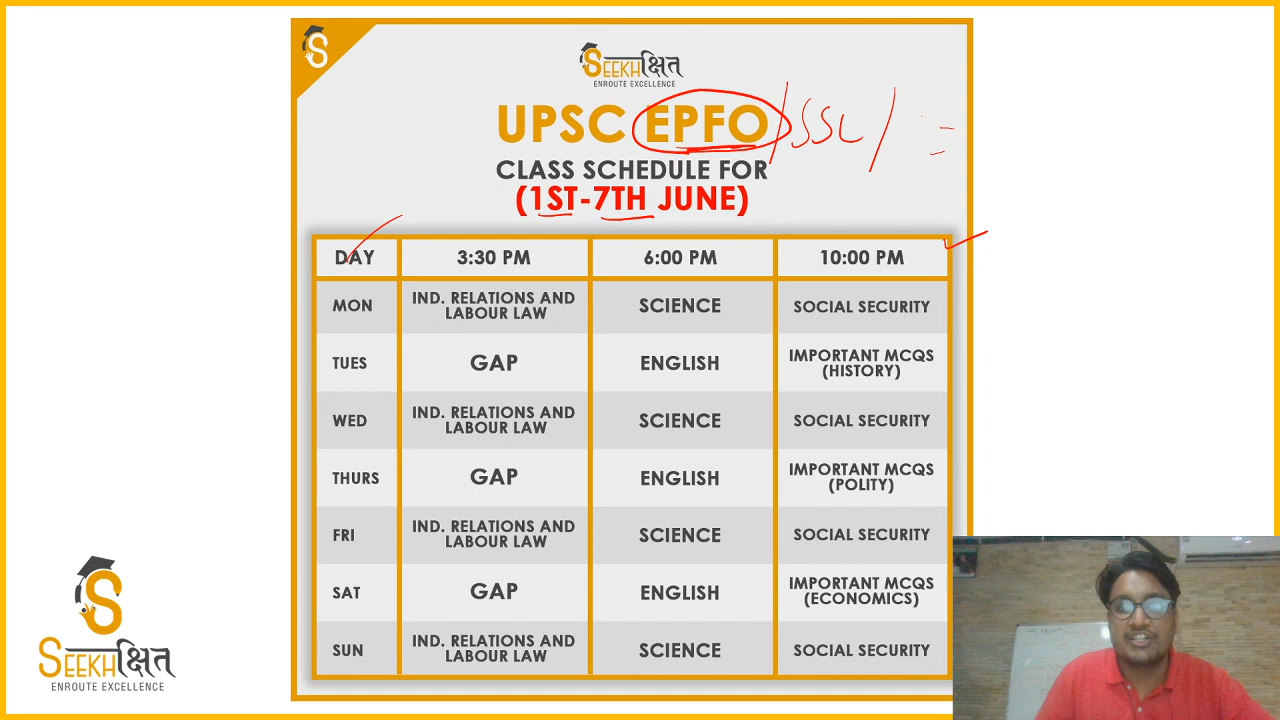 S
SEEKHक्षित
ENROUTE EXCELLENCE
UPSC EPFO /SSC/
CLASS SCHEDULE FOR
(1ST-7TH JUNE)
DAY 3:30 PM 6:00 PM 10:00 PM
MON IND. RELATIONS AND LABOUR LAW SCIENCE SOCIAL SECURITY
TUES GAP ENGLISH IMPORTANT MCQS (HISTORY)
WED IND. RELATIONS AND LABOUR LAW SCIENCE SOCIAL SECURITY
THURS GAP ENGLISH IMPORTANT MCQS (POLITY)
FRI IND. RELATIONS AND LABOUR LAW SCIENCE SOCIAL SECURITY
SAT GAP ENGLISH IMPORTANT MCQS (ECONOMICS)
SUN IND. RELATIONS AND LABOUR LAW SCIENCE SOCIAL SECURITY
S
SEEKHक्षित
ENROUTE EXCELLENCE